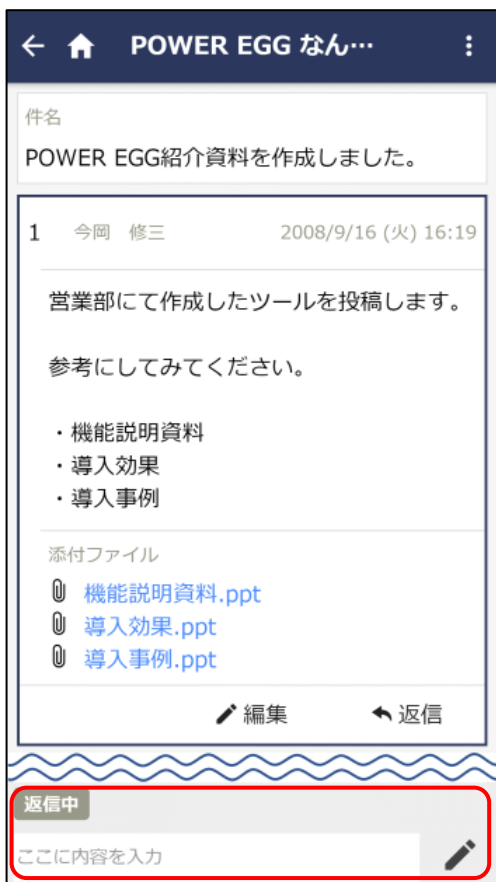 POWER EGG なん…
件名
POWER EGG紹介資料を作成しました。
1 今岡 修三 2008/9/16 (火) 16:19
営業部にて作成したツールを投稿します。
参考にしてみてください。
・機能説明資料
・導入効果
・導入事例
添付ファイル
機能説明資料.ppt
導入効果.ppt
導入事例.ppt
編集 返信
返信中
ここに内容を入力